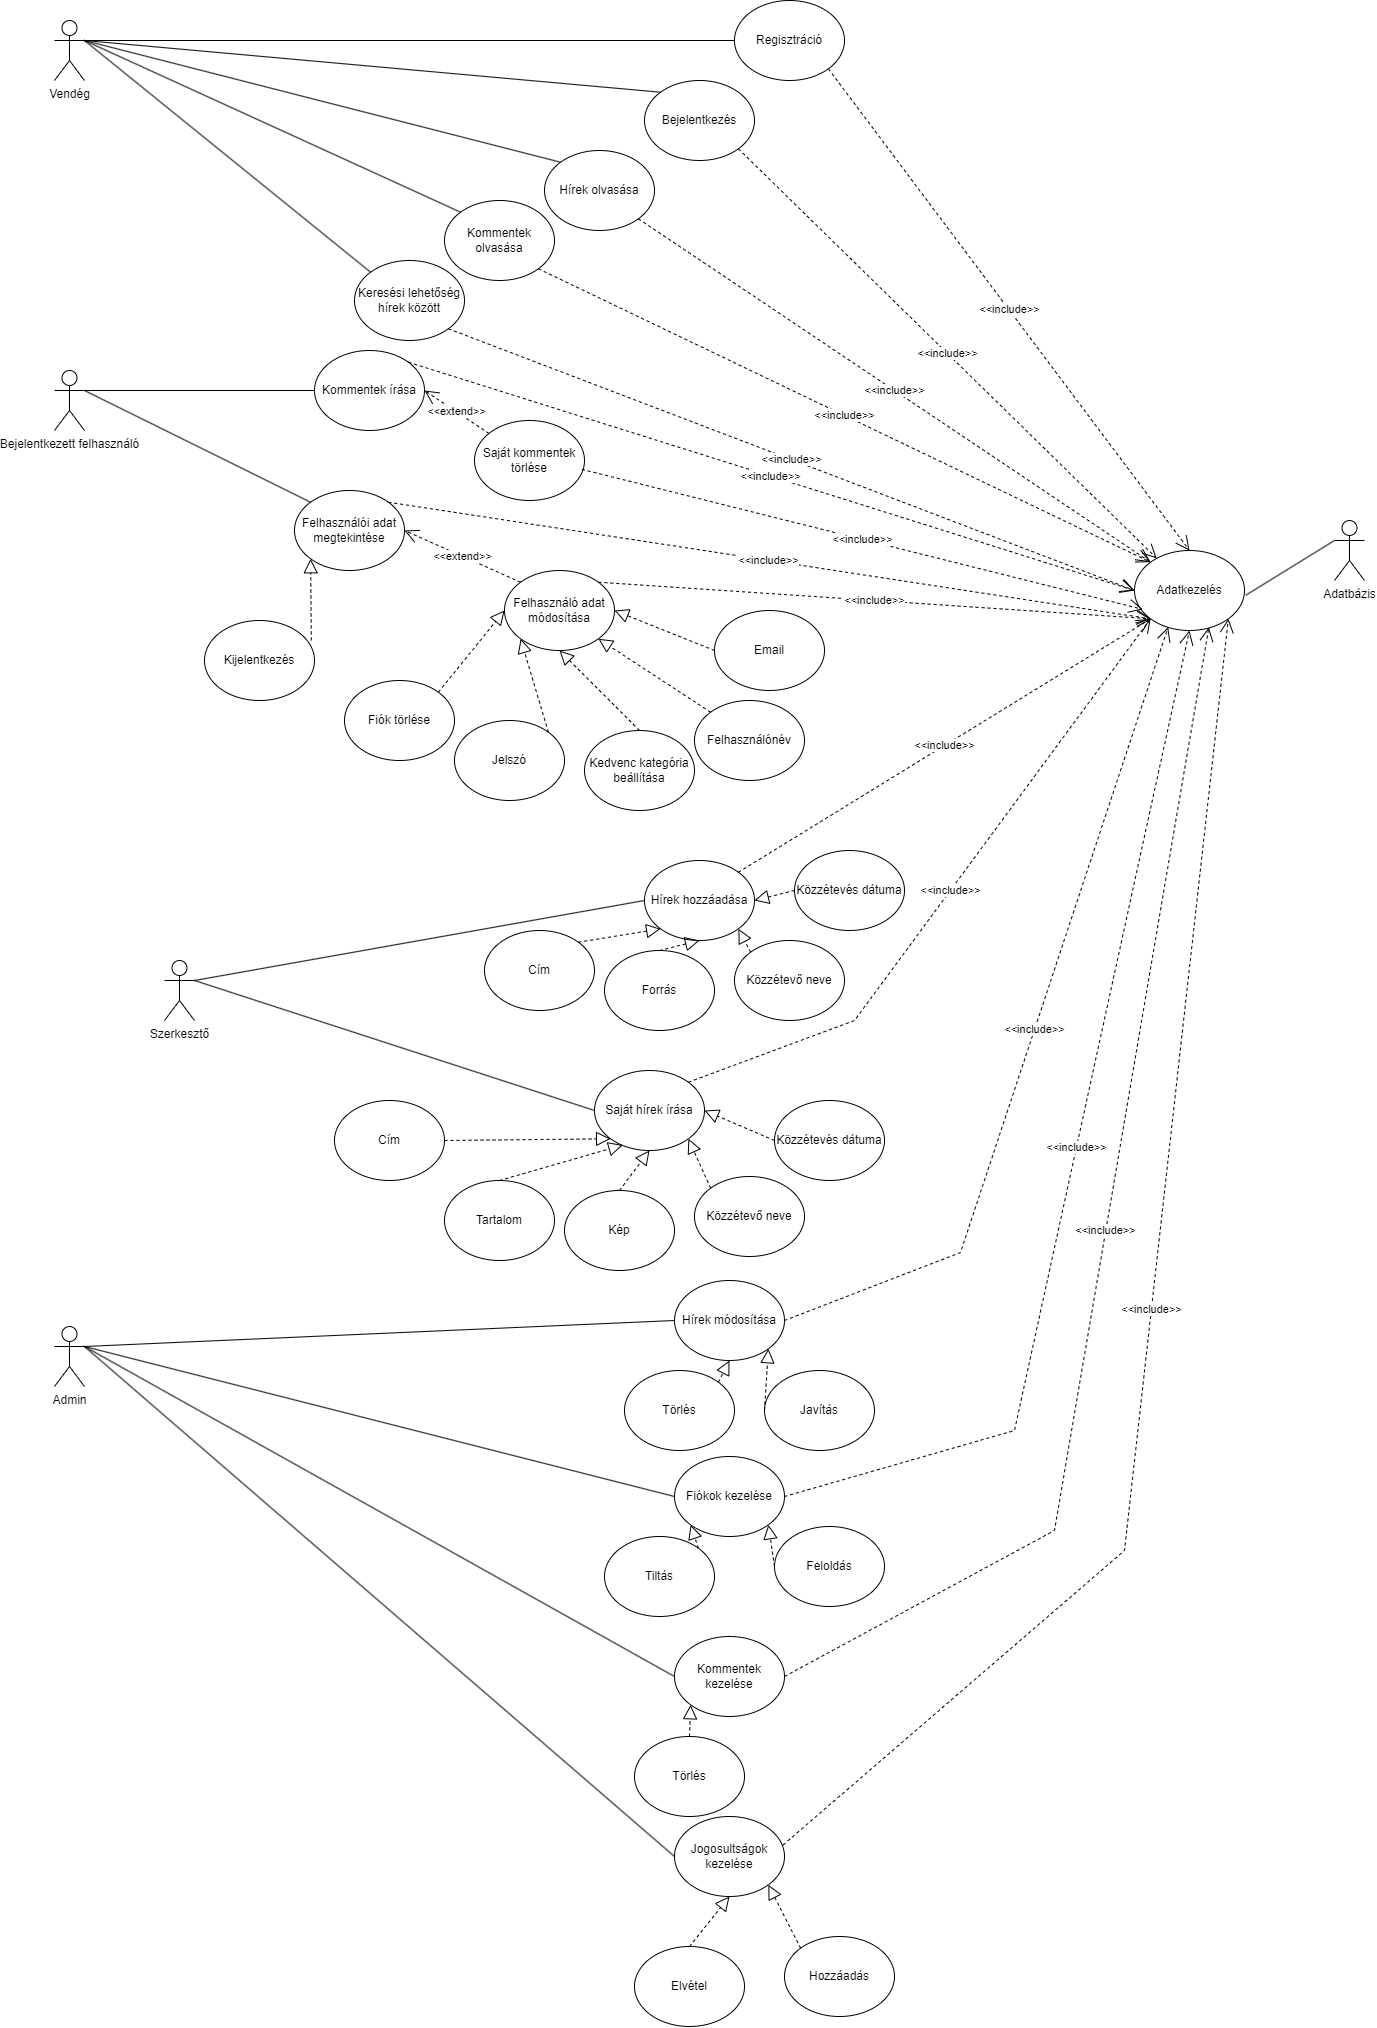 Regisztráció
Vendég
Bejelentkezés
Hírek olvasása
Kommentek
olvasása
Keresési lehetőség
hírek között
<<include>>
<<include>>
<<include>>
<<include>>
Kommentek írása
<<extend>>
Bejelentkezett felhasználó
Saját kommentek
törlése
<<include>>
<<include>>
Felhasználói adat
megtekintése
<<include>>
<<extend>>
<<include>>
Adatkezelés
Adatbázis
Felhasználó adat
módosítása
<<include>>
Email
Kijelentkezés
Fiók törlése
Jelszó
Felhasználónév
Kedvenc kategória
beállítása
<<include>>
Hírek hozzáadása
Közzétevés dátuma
<<include>>
Cím
Forrás
Közzétevő neve
Szerkesztő
<<include>>
Saját hírek írása
Cím
Közzétevés dátuma
<<include>>
Tartalom
Kép
Közzétevő neve
<<include>>
<<include>>
Hírek módosítása
Admin
Törlés
Javítás
Fiókok kezelése
Tiltás
Feloldás
Kommentek
kezelése
Törlés
Jogosultságok
kezelése
Elvétel
Hozzáadás